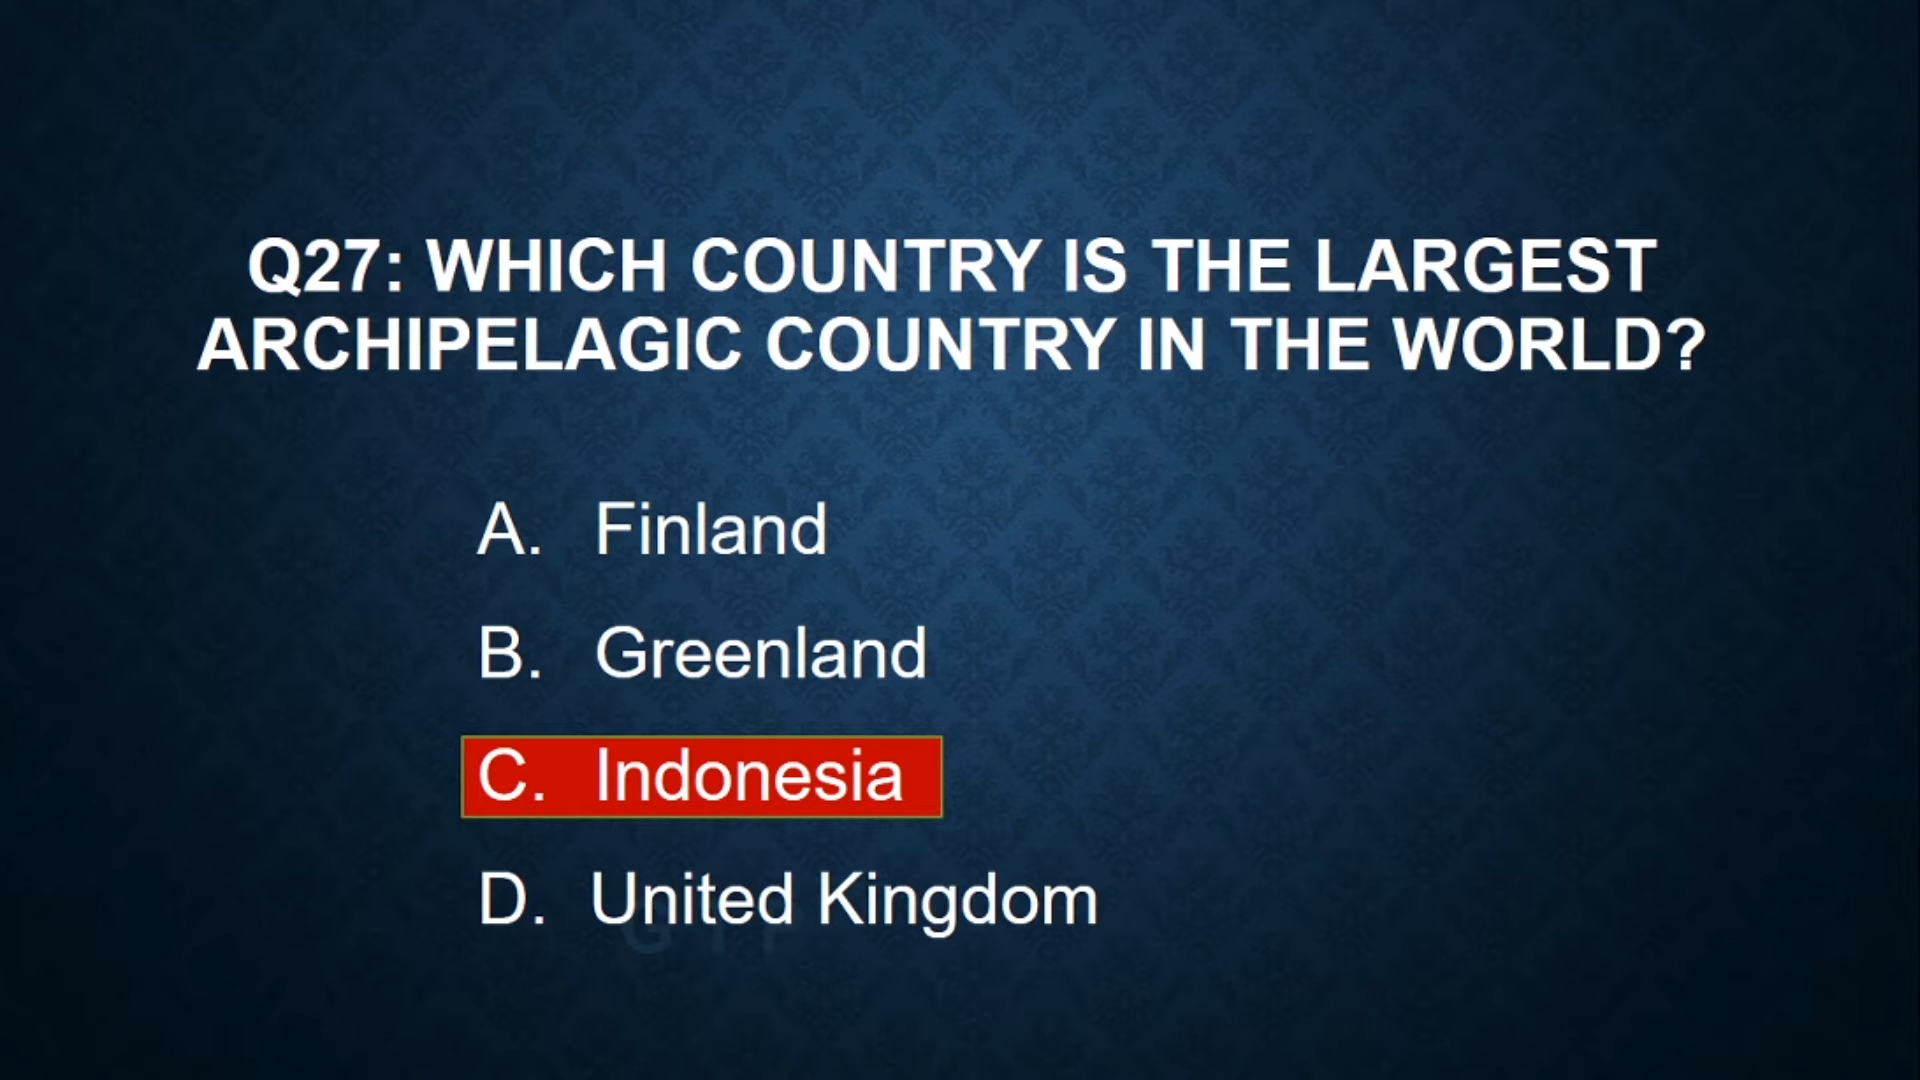 Q27: WHICH COUNTRY IS THE LARGEST
ARCHIPELAGIC COUNTRY IN THE WORLD?
A. Finland
B. Greenland
C. Indonesia
D. United Kingdom